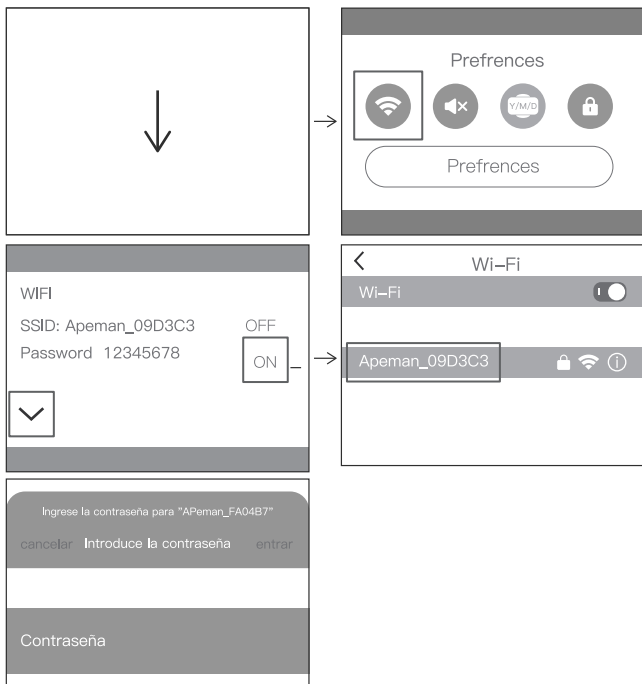 Prefrences
Y/M/D
Prefrences
WIFI
SSID: Apeman_09D3C3 OFF
Password 12345678 ON _
Wi-Fi
Wi-Fi
Apeman_09D3C3
Ingrese la contraseña para "APeman_FA04B7"
cancelar Introduce la contraseña entrar
Contraseña